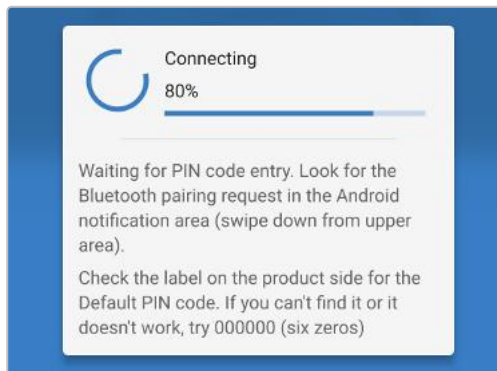 Connecting
80%
Waiting for PIN code entry. Look for the
Bluetooth pairing request in the Android
notification area (swipe down from upper
area).
Check the label on the product side for the
Default PIN code. If you can't find it or it
doesn't work, try 000000 (six zeros)